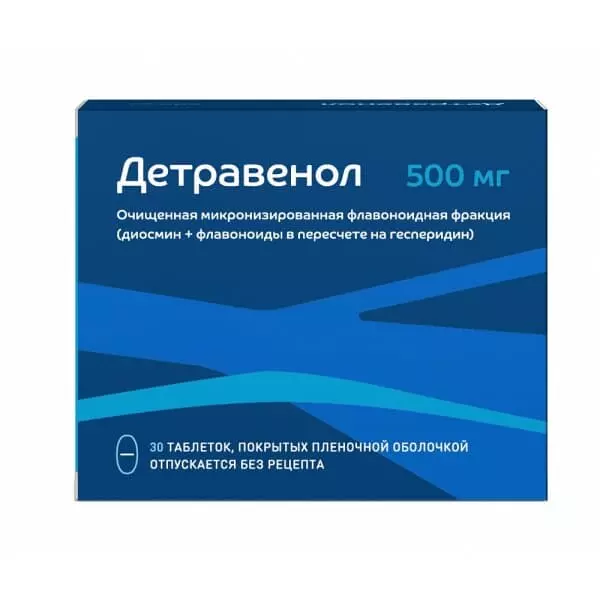 Детравенол 500 мг
Очищенная микронизированная флавоноидная фракция
(диосмин + флавоноиды в пересчете на гесперидин)
30 ТАБЛЕТОК, ПОКРЫТЫХ ПЛЕНОЧНОЙ ОБОЛОЧКОЙ
ОТПУСКАЕТСЯ БЕЗ РЕЦЕПТА